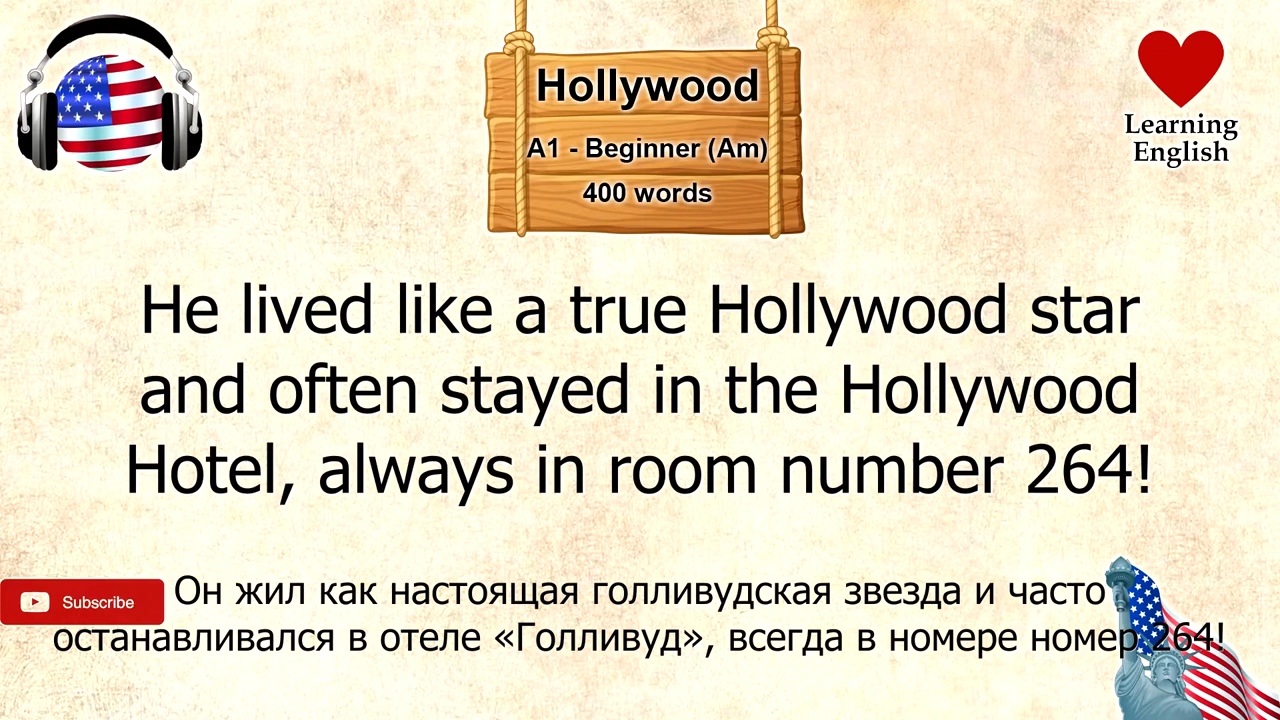 Hollywood
A1 - Beginner (Am)
400 words
Learning
English
He lived like a true Hollywood star
and often stayed in the Hollywood
Hotel, always in room number 264!
Subscribe
Он жил как настоящая голливудская звезда и часто
останавливался в отеле «Голливуд», всегда в номере номер 264!